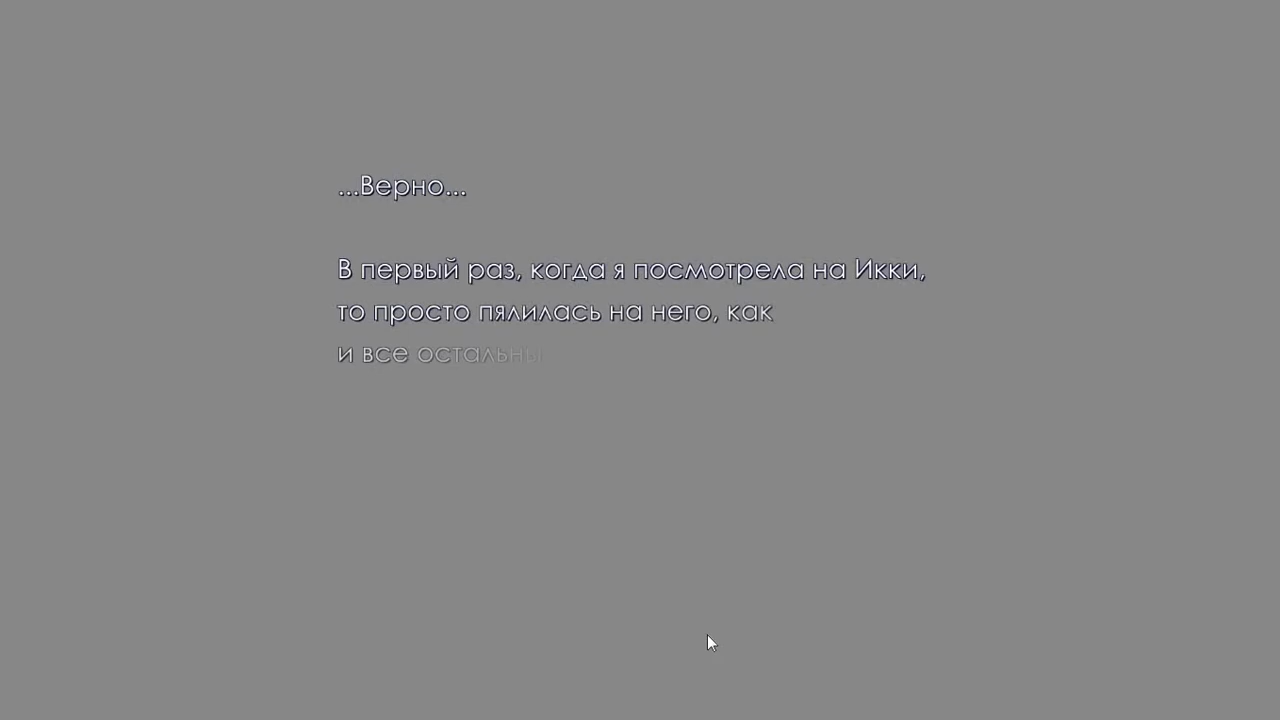 ...Верно...
В первый раз, когда я посмотрела на Икки,
то просто пялилась на него, как
и все остальны